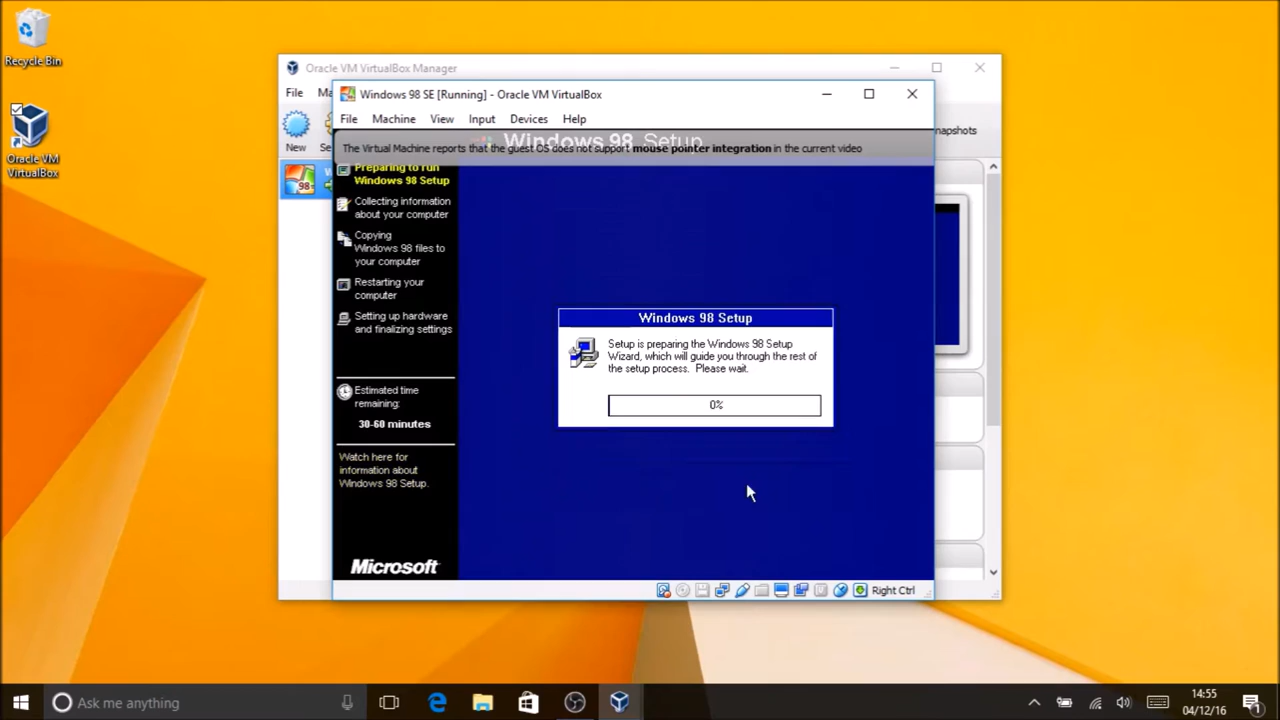 Recycle Bin
Oracle VM
VirtualBox
Oracle VM VirtualBox Manager
File
New
98
napshots
Windows 98 SE [Running] - Oracle VM VirtualBox
File Machine View Input Devices Help
Windows 98 Setup
The Virtual Machine reports that the guest OS does not support mouse pointer integration in the current video
Preparing to run
Windows 98 Setup
Collecting information
about your computer
Copying
Windows 98 files to
your computer
Restarting your
computer
Setting up hardware
and finalizing settings
Estimated time
remaining:
30-60 minutes
Watch here for
information about
Windows 98 Setup.
Microsoft
Windows 98 Setup
Setup is preparing the Windows 98 Setup
Wizard, which will guide you through the rest of
the setup process. Please wait.
0%
Right Ctrl
Ask me anything
14:55
04/12/16
1